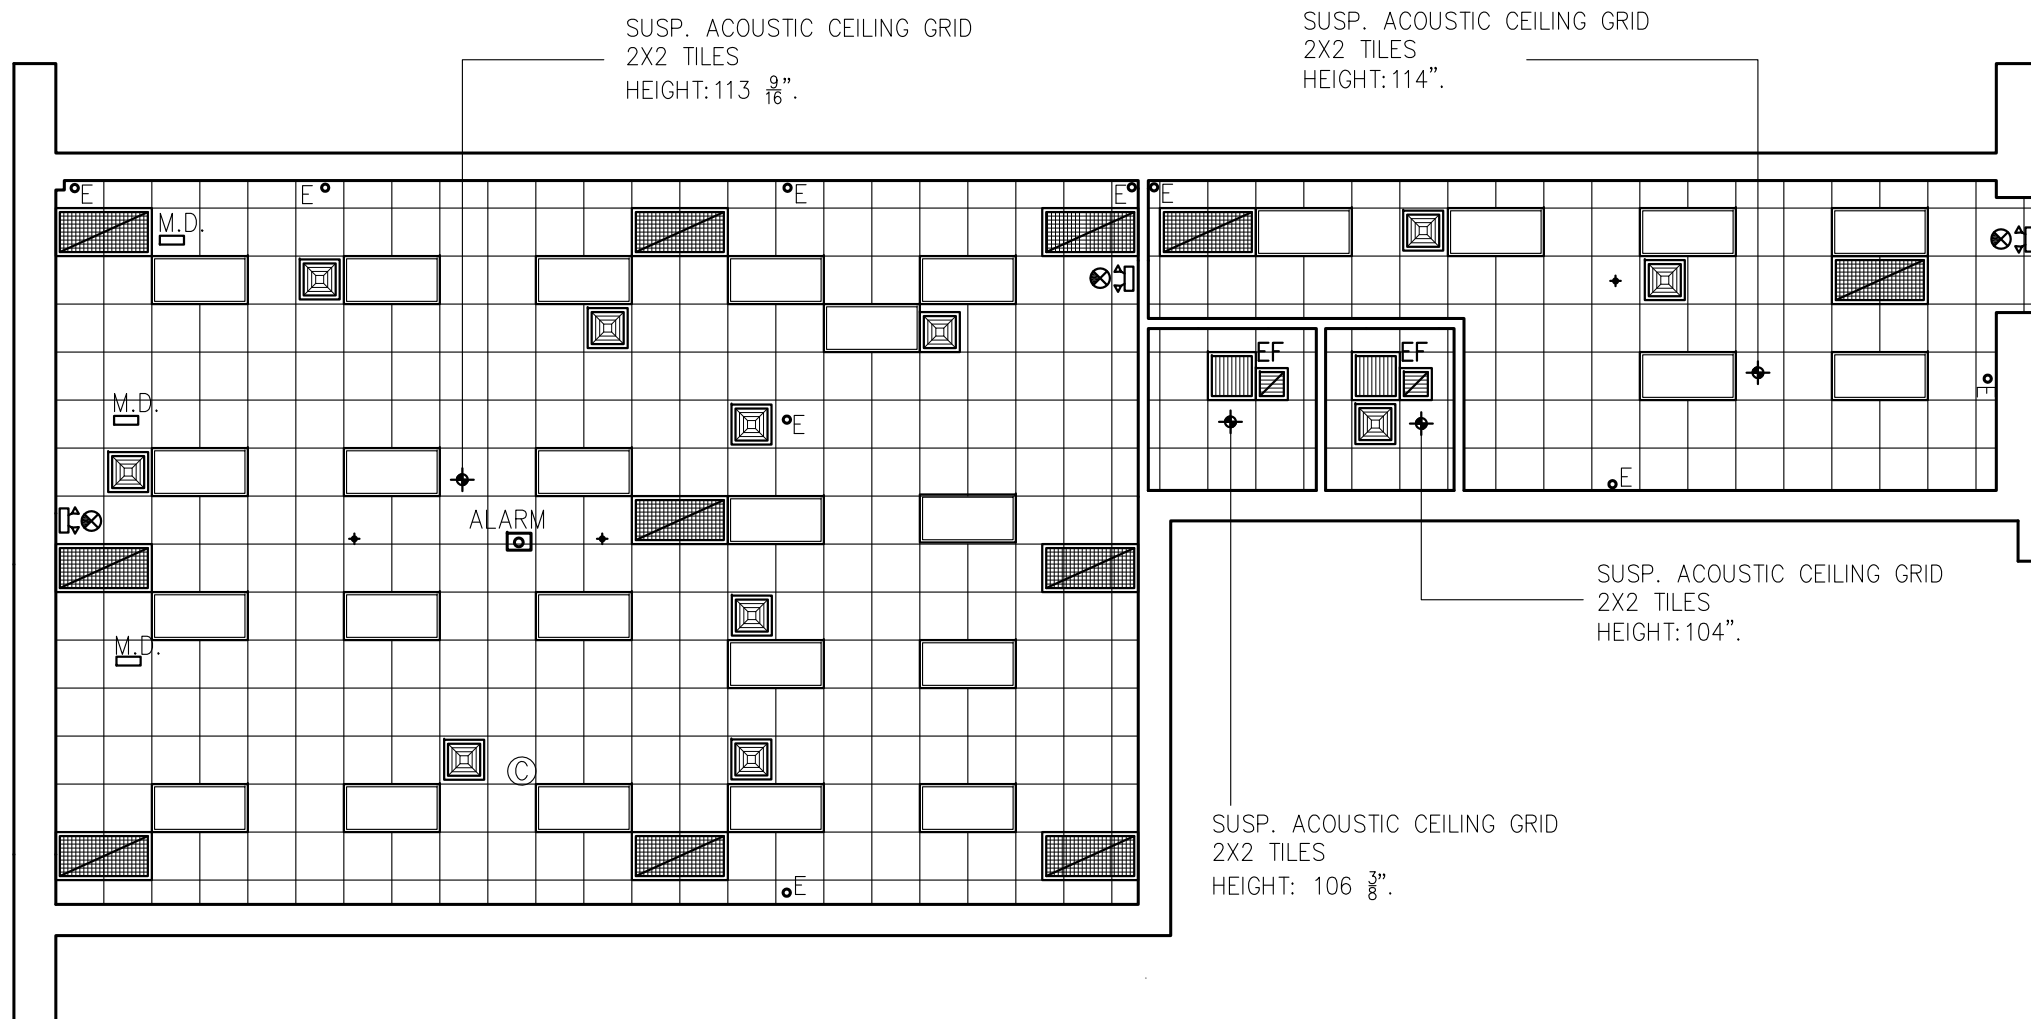 SUSP. ACOUSTIC CEILING GRID
2X2 TILES
HEIGHT:113 9/16".
SUSP. ACOUSTIC CEILING GRID
2X2 TILES
HEIGHT:114".
E
E
E
E
E
M.D.
EF
EF
M.D.
E
E
E
ALARM
SUSP. ACOUSTIC CEILING GRID
2X2 TILES
HEIGHT:104".
M.D.
C
SUSP. ACOUSTIC CEILING GRID
2X2 TILES
HEIGHT: 106 3/8".
E